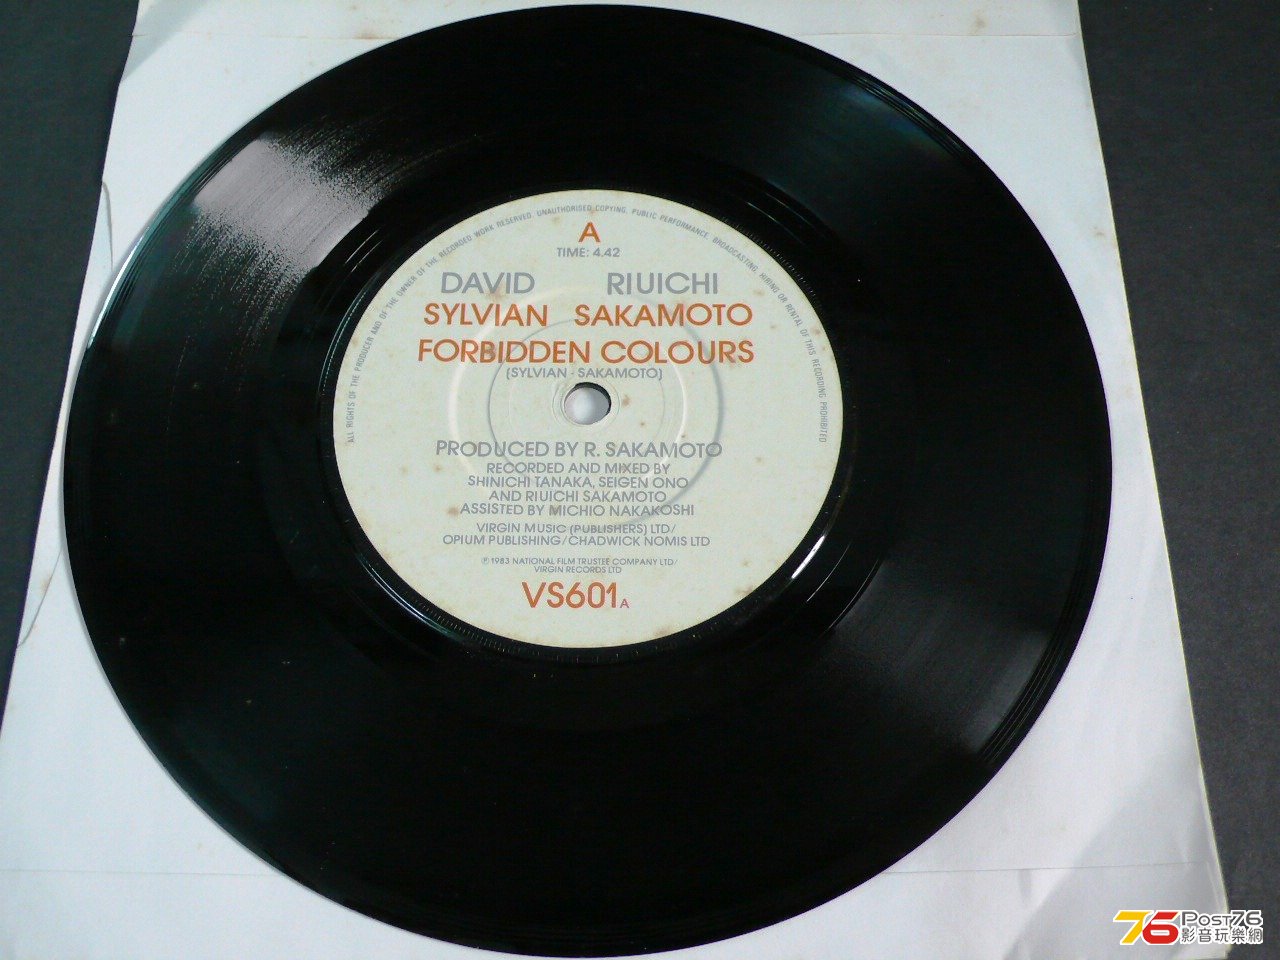 ALL RIGHTS OF THE PRODUCER AND OF THE OWNER OF THE RECORDED WORK RESERVED. UNAUTHORISED COPYING. PUBLIC PERFORMANCE. BROADCASTING. HIRING OR RENTAL OF THIS RECORDING PROHIBITED
A
TIME: 4.42
DAVID RIUICHI
SYLVIAN SAKAMOTO
FORBIDDEN COLOURS
(SYLVIAN - SAKAMOTO)
PRODUCED BY R. SAKAMOTO
RECORDED AND MIXED BY
SHINICHI TANAKA, SEIGEN ONO
AND RIUICHI SAKAMOTO
ASSISTED BY MICHIO NAKAKOSHI
VIRGIN MUSIC (PUBLISHERS) LTD/
OPIUM PUBLISHING/CHADWICK NOMIS LTD
℗ 1983 NATIONAL FILM TRUSTEE COMPANY LTD/
VIRGIN RECORDS LTD
VS601 A
76 POST76
影音玩樂網